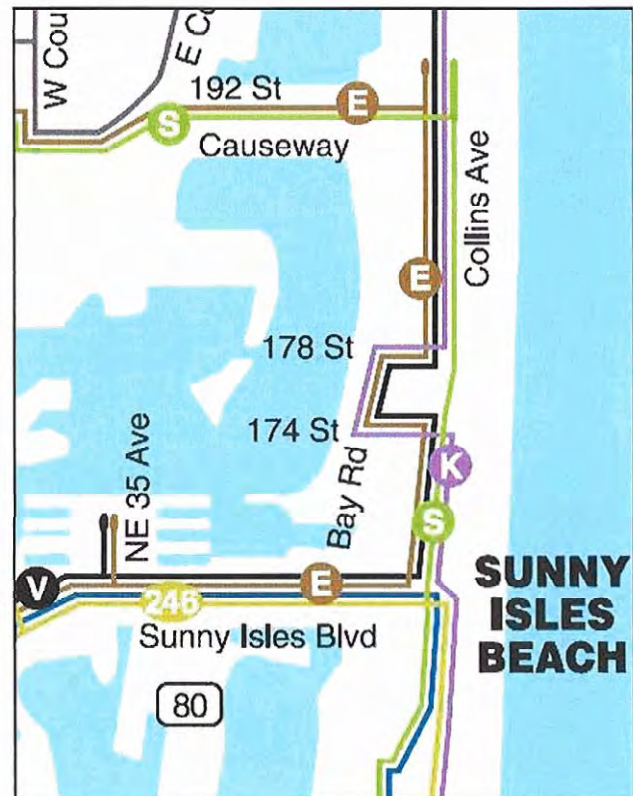 W Cou
E Co
192 St
E
S
Causeway
Collins Ave
E
178 St
174 St
Bay Rd
K
NE 35 Ave
S
V
E
246
Sunny Isles Blvd
SUNNY
ISLES
BEACH
80